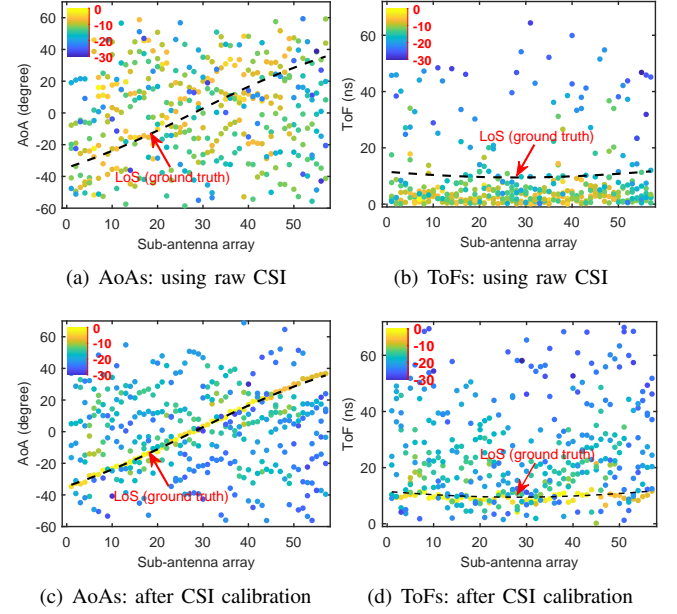 0
-10
-20
-30
60
40
20
0
-20
-40
-60
AoA (degree)
LoS (ground truth)
0 10 20 30 40 50
Sub-antenna array
(a) AoAs: using raw CSI
0
-10
-20
-30
60
40
20
0
ToF (ns)
LoS (ground truth)
10 20 30 40 50
Sub-antenna array
(b) ToFs: using raw CSI
0
-10
-20
-30
60
40
20
0
-20
-40
-60
AoA (degree)
LoS (ground truth)
0 10 20 30 40 50
Sub-antenna array
(c) AoAs: after CSI calibration
0
-10
-20
-30
60
40
20
0
ToF (ns)
LoS (ground truth)
0 10 20 30 40 50
Sub-antenna array
(d) ToFs: after CSI calibration